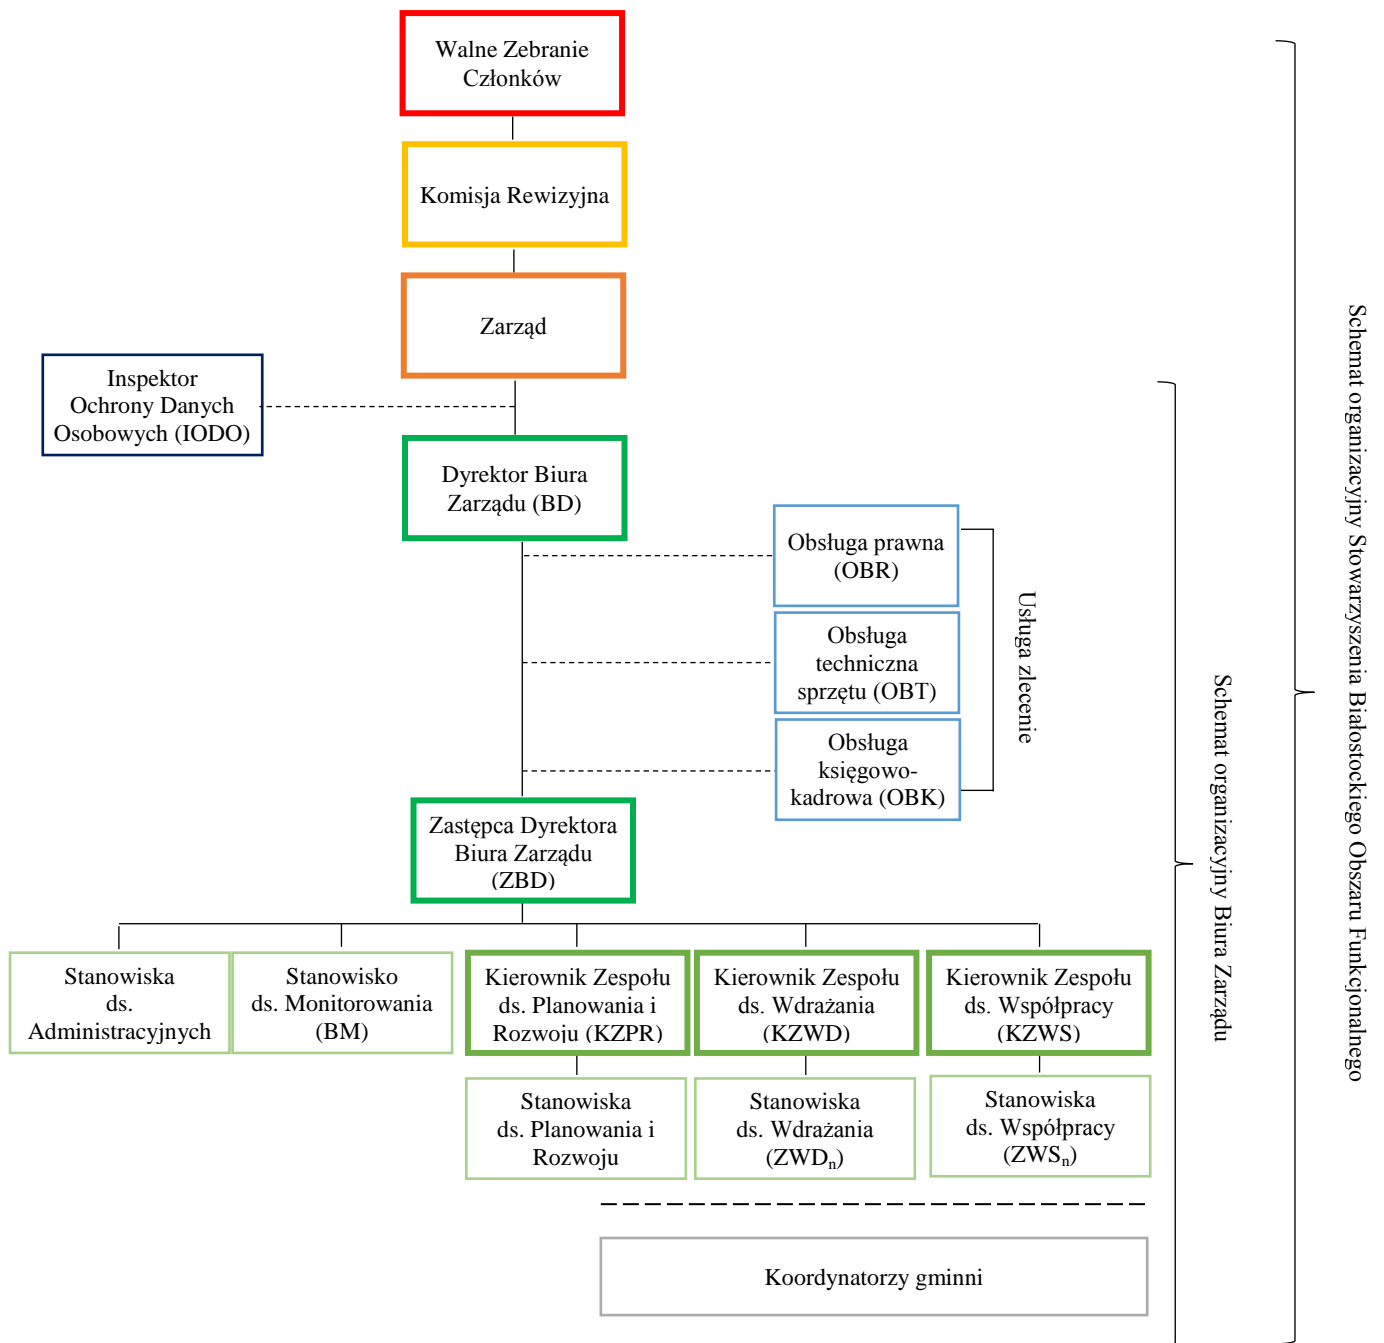 Walne Zebranie
Członków
Komisja Rewizyjna
Zarząd
Inspektor
Ochrony Danych
Osobowych (IODO)
Dyrektor Biura
Zarządu (BD)
Obsługa prawna
(OBR)
Obsługa
techniczna
sprzętu (OBT)
Obsługa
księgowo-
kadrowa (OBK)
Usługa zlecenie
Zastępca Dyrektora
Biura Zarządu
(ZBD)
Stanowiska
ds.
Administracyjnych
Stanowisko
ds. Monitorowania
(BM)
Kierownik Zespołu
ds. Planowania i
Rozwoju (KZPR)
Kierownik Zespołu
ds. Wdrażania
(KZWD)
Kierownik Zespołu
ds. Współpracy
(KZWS)
Stanowiska
ds. Planowania i
Rozwoju
Stanowiska
ds. Wdrażania
(ZWDn)
Stanowiska
ds. Współpracy
(ZWSn)
Koordynatorzy gminni
Schemat organizacyjny Biura Zarządu
Schemat organizacyjny Stowarzyszenia Białostockiego Obszaru Funkcjonalnego